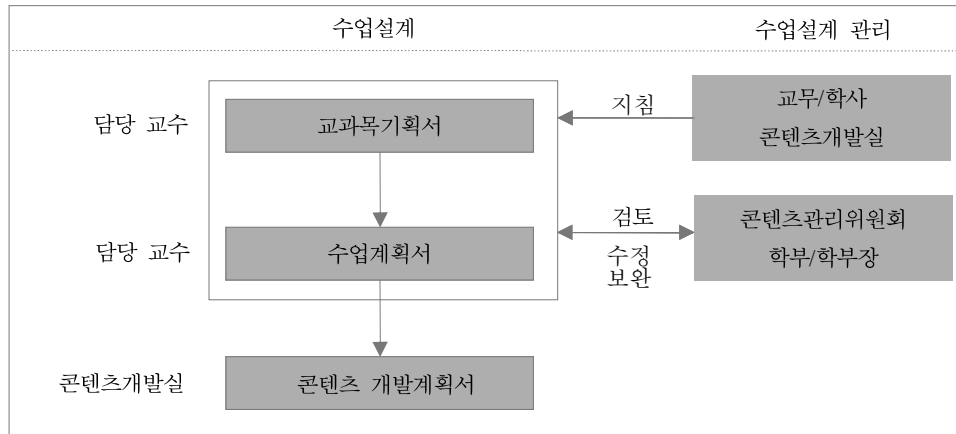 수업설계
수업설계 관리
담당 교수
교과목기획서
지침
교무/학사
콘텐츠개발실
담당 교수
수업계획서
검토
수정
보완
콘텐츠관리위원회
학부/학부장
콘텐츠개발실
콘텐츠 개발계획서